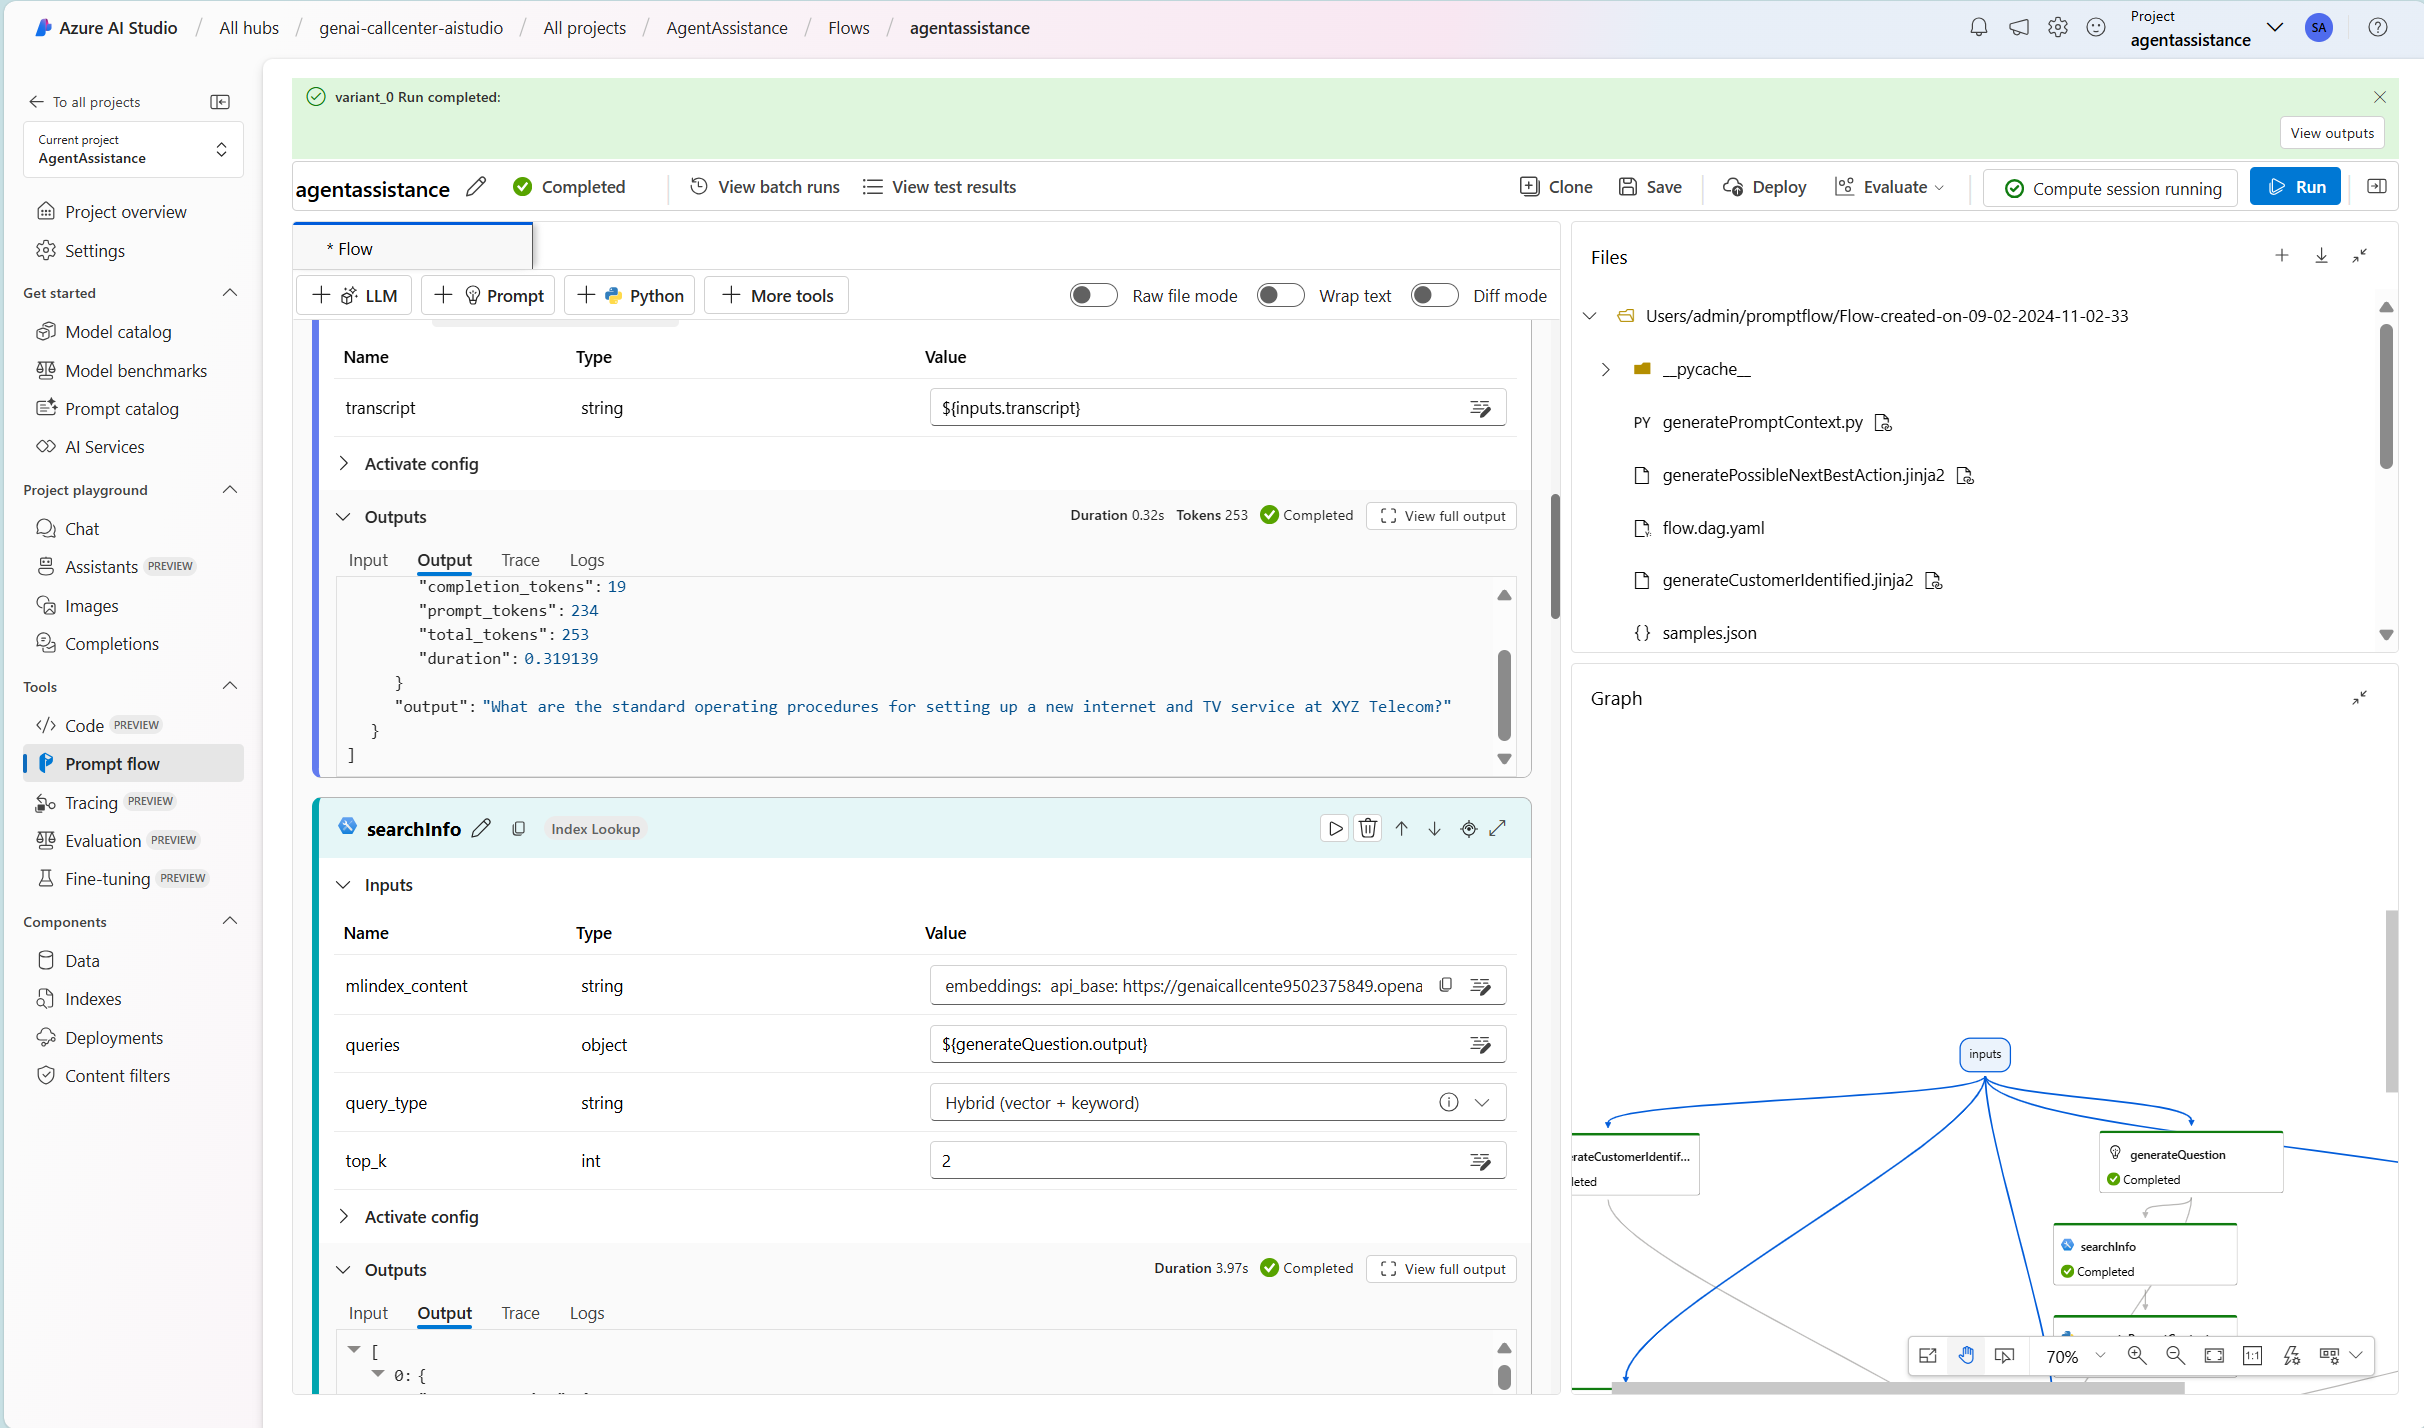 Azure AI Studio / All hubs / genai-callcenter-aistudio / All projects / AgentAssistance / Flows / agentassistance
Project
agentassistance
SA
To all projects
Current project
AgentAssistance
Project overview
Settings
Get started
Model catalog
Model benchmarks
Prompt catalog
AI Services
Project playground
Chat
Assistants PREVIEW
Images
Completions
Tools
Code PREVIEW
Prompt flow
Tracing PREVIEW
Evaluation PREVIEW
Fine-tuning PREVIEW
Components
Data
Indexes
Deployments
Content filters
variant_0 Run completed:
View outputs
agentassistance Completed View batch runs View test results Clone Save Deploy Evaluate Compute session running Run
* Flow
LLM Prompt Python More tools Raw file mode Wrap text Diff mode
Name Type Value
transcript string ${inputs.transcript}
Activate config
Outputs Duration 0.32s Tokens 253 Completed View full output
Input Output Trace Logs
"completion_tokens": 19
"prompt_tokens": 234
"total_tokens": 253
"duration": 0.319139
}
"output": "What are the standard operating procedures for setting up a new internet and TV service at XYZ Telecom?"
}
]
searchInfo Index Lookup
Inputs
Name Type Value
mlindex_content string embeddings: api_base: https://genaicallcente9502375849.opena
queries object ${generateQuestion.output}
query_type string Hybrid (vector + keyword)
top_k int 2
Activate config
Outputs Duration 3.97s Completed View full output
Input Output Trace Logs
[
0: {
Files
Users/admin/promptflow/Flow-created-on-09-02-2024-11-02-33
__pycache__
PY generatePromptContext.py
generatePossibleNextBestAction.jinja2
flow.dag.yaml
generateCustomerIdentified.jinja2
{} samples.json
Graph
inputs
rateCustomerIdentif...
leted
generateQuestion
Completed
searchInfo
Completed
70%
1:1